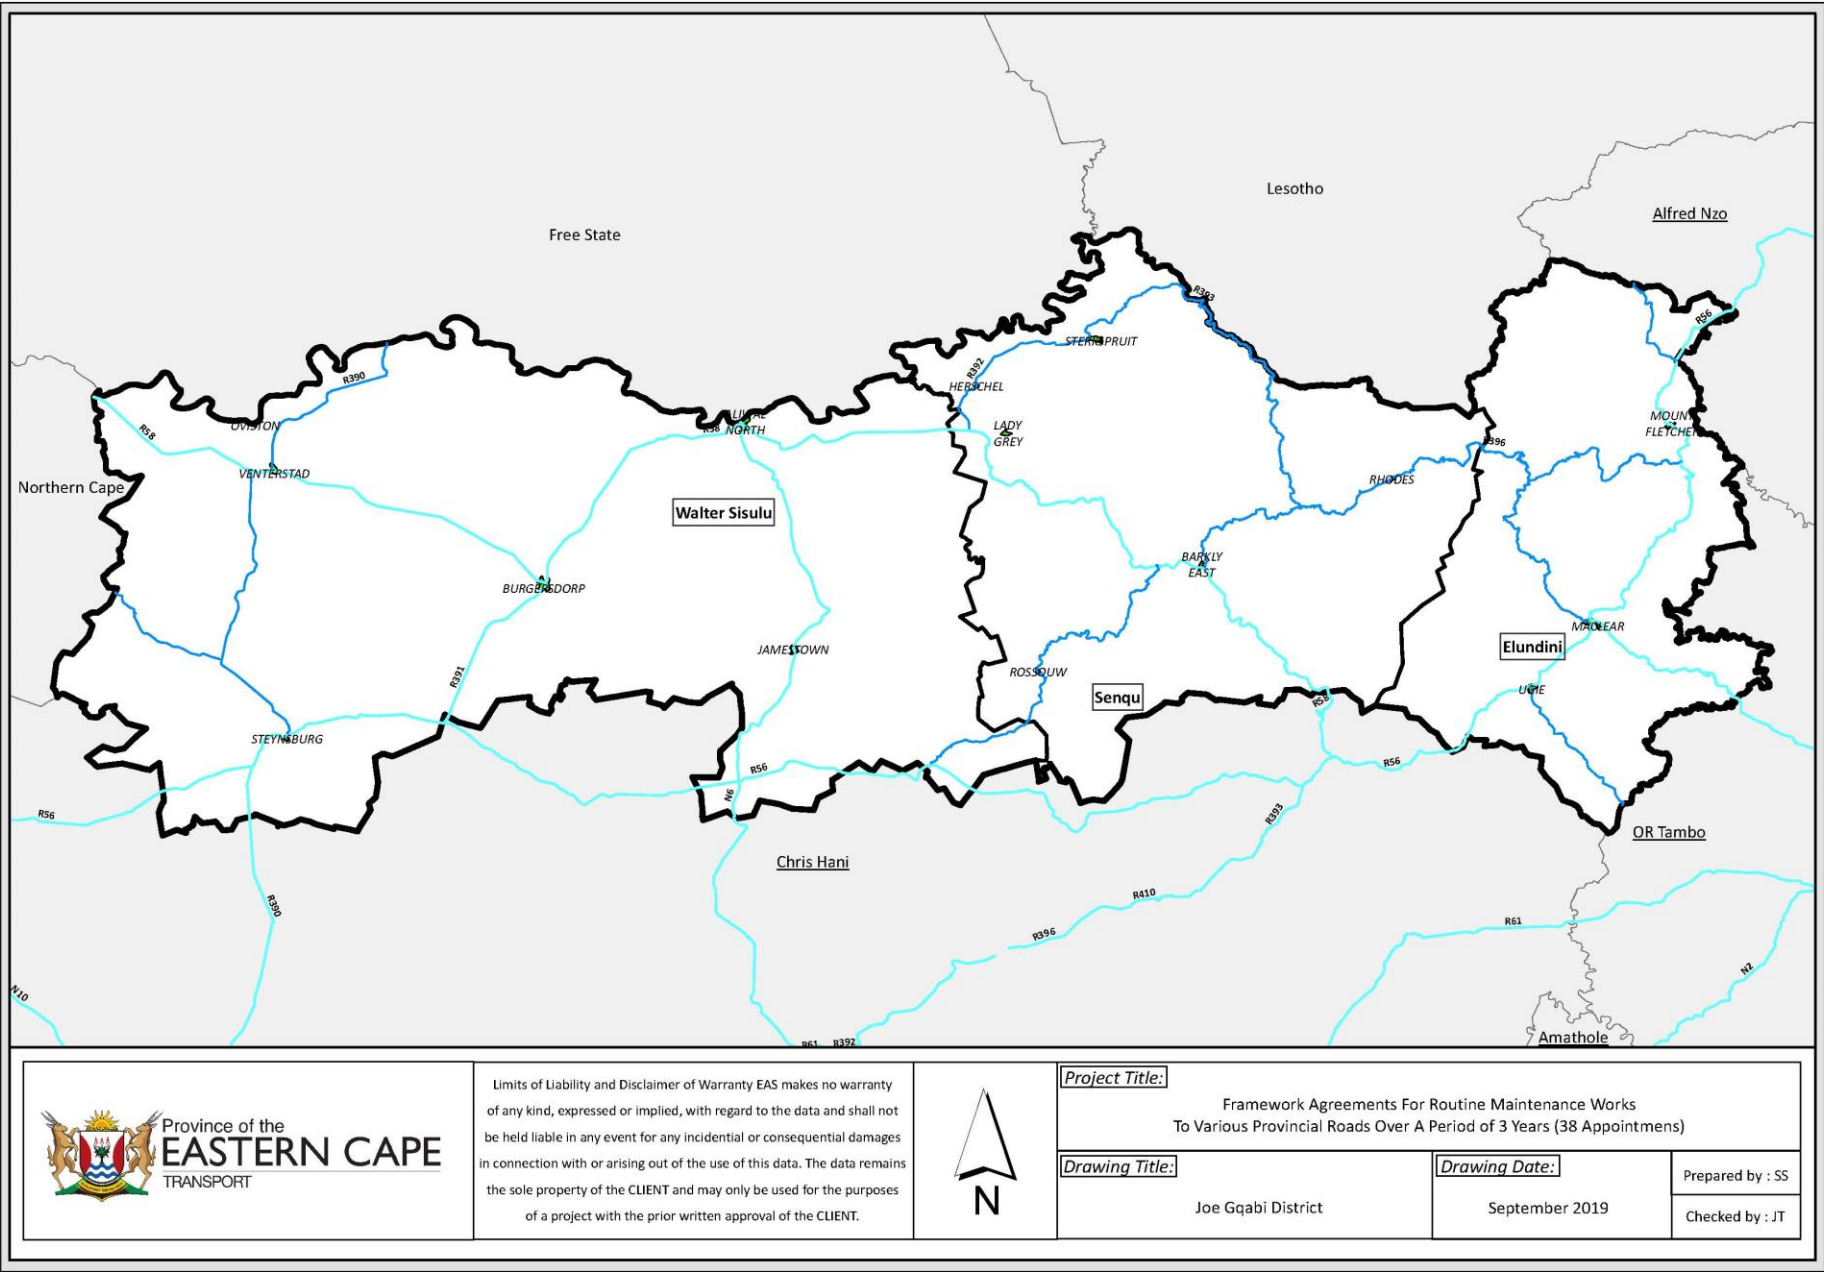 Lesotho
Alfred Nzo
Free State
R393
R56
STERKSPRUIT
R392
R390
HERSCHEL
OVISTON
NORTH
R58
LADY
GREY
MOUNT
FLETCHER
R58
R396
Northern Cape
VENTERSTAD
RHODES
Walter Sisulu
BARKLY
EAST
BURGERSDORP
MACLEAR
Elundini
JAMESTOWN
R391
ROSSOUW
Senqu
UGIE
R58
STEYNSBURG
R56
R56
N6
R56
R393
OR Tambo
Chris Hani
R410
R390
R61
R396
N2
N10
Amathole
R61
R392
Province of the
EASTERN CAPE
TRANSPORT
Limits of Liability and Disclaimer of Warranty EAS makes no warranty
of any kind, expressed or implied, with regard to the data and shall not
be held liable in any event for any incidental or consequential damages
in connection with or arising out of the use of this data. The data remains
the sole property of the CLIENT and may only be used for the purposes
of a project with the prior written approval of the CLIENT.
N
Project Title:
Framework Agreements For Routine Maintenance Works
To Various Provincial Roads Over A Period of 3 Years (38 Appointmens)
Drawing Title:
Joe Gqabi District
Drawing Date:
September 2019
Prepared by : SS
Checked by : JT